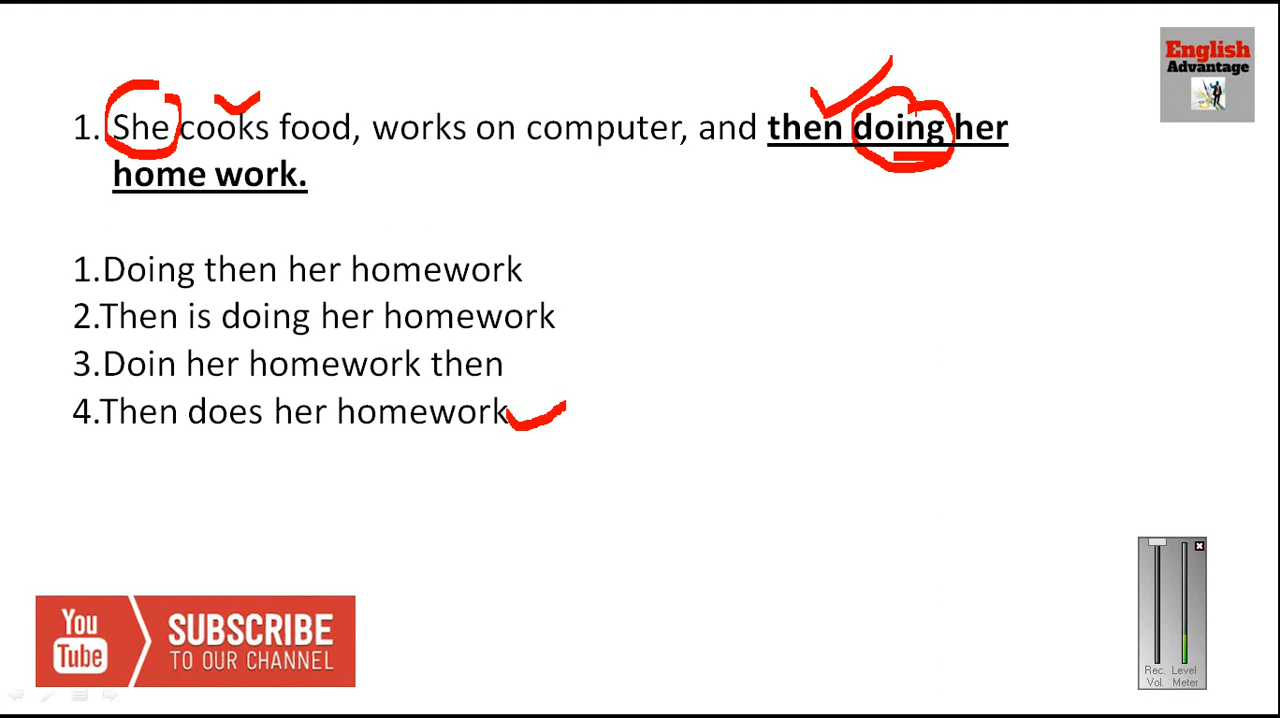 English
Advantage
1. She cooks food, works on computer, and then doing her
home work.
1.Doing then her homework
2.Then is doing her homework
3.Doin her homework then
4.Then does her homework
You
Tube
SUBSCRIBE
TO OUR CHANNEL
Rec. Level
Vol. Meter